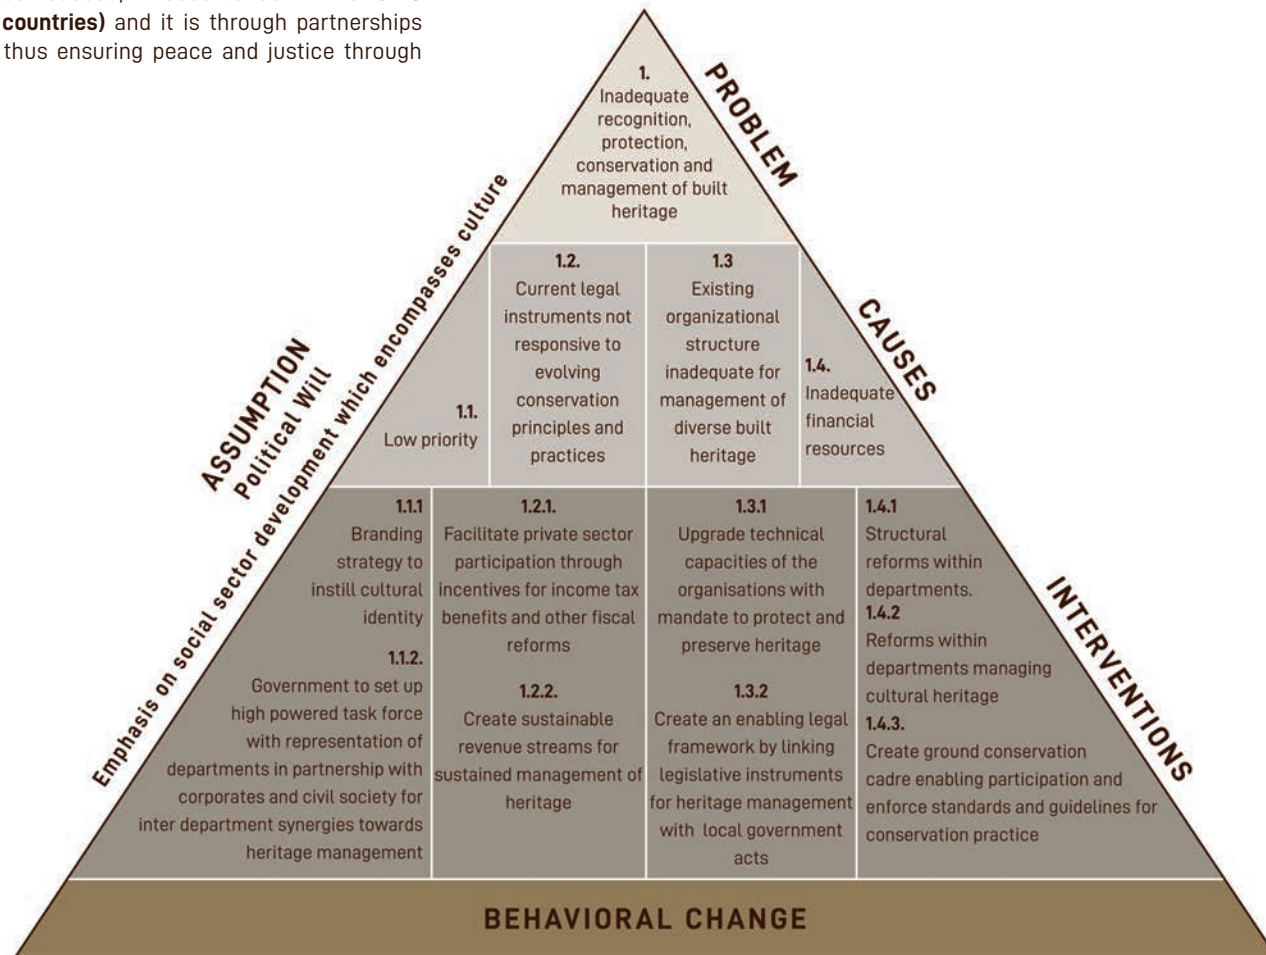 countries) and it is through partnerships
thus ensuring peace and justice through
1.
Inadequate
recognition,
protection,
conservation and
management of built
heritage
PROBLEM
ASSUMPTION
Political Will
Emphasis on social sector development which encompasses culture
1.1.
Low priority
1.2.
Current legal
instruments not
responsive to
evolving
conservation
principles and
practices
1.3
Existing
organizational
structure
inadequate for
management of
diverse built
heritage
1.4.
Inadequate
financial
resources
CAUSES
1.1.1
Branding
strategy to
instill cultural
identity
1.1.2.
Government to set up
high powered task force
with representation of
departments in partnership with
corporates and civil society for
inter department synergies towards
heritage management
1.2.1.
Facilitate private sector
participation through
incentives for income tax
benefits and other fiscal
reforms
1.2.2.
Create sustainable
revenue streams for
sustained management of
heritage
1.3.1
Upgrade technical
capacities of the
organisations with
mandate to protect and
preserve heritage
1.3.2
Create an enabling legal
framework by linking
legislative instruments
for heritage management
with local government
acts
1.4.1
Structural
reforms within
departments.
1.4.2
Reforms within
departments managing
cultural heritage
1.4.3.
Create ground conservation
cadre enabling participation and
enforce standards and guidelines for
conservation practice
INTERVENTIONS
BEHAVIORAL CHANGE